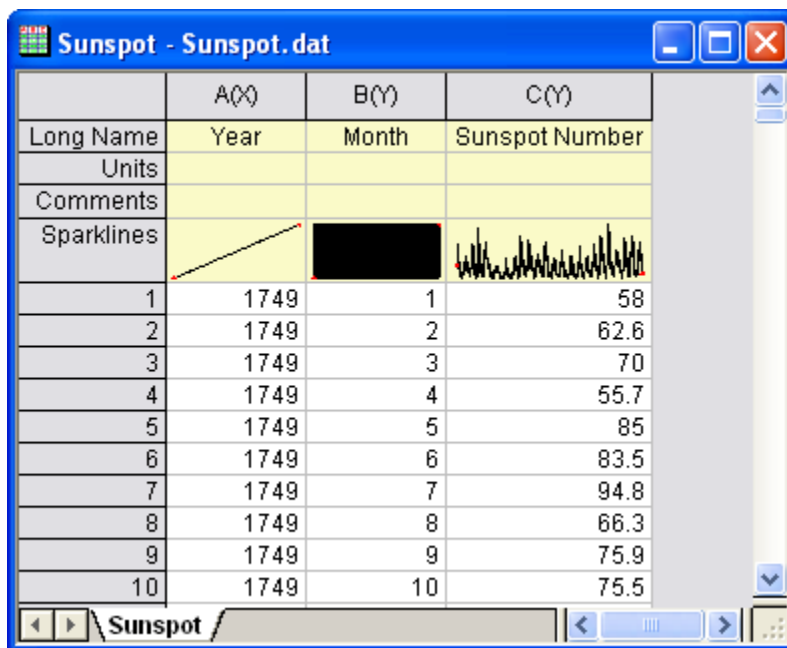 Sunspot - Sunspot.dat
A(X) B(Y) C(Y)
Long Name Year Month Sunspot Number
Units
Comments
Sparklines
1 1749 1 58
2 1749 2 62.6
3 1749 3 70
4 1749 4 55.7
5 1749 5 85
6 1749 6 83.5
7 1749 7 94.8
8 1749 8 66.3
9 1749 9 75.9
10 1749 10 75.5
Sunspot